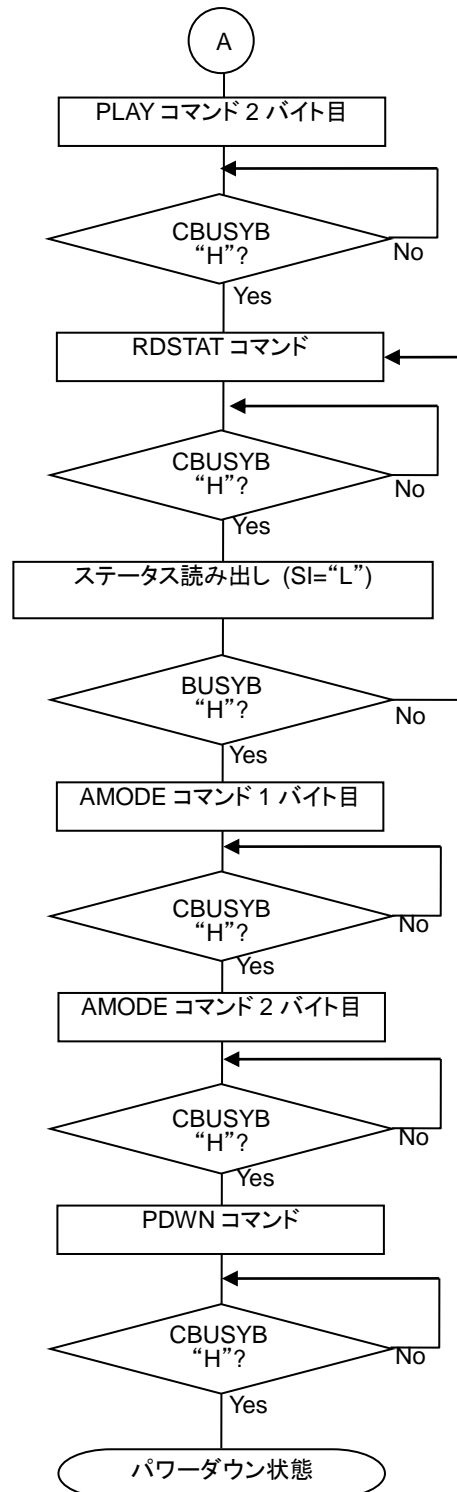 A
PLAY コマンド 2 バイト目
CBUSYB
“H”?
No
Yes
RDSTAT コマンド
CBUSYB
“H”?
No
Yes
ステータス読み出し (SI=“L”)
BUSYB
“H”?
No
Yes
AMODE コマンド 1 バイト目
CBUSYB
“H”?
No
Yes
AMODE コマンド 2 バイト目
CBUSYB
“H”?
No
Yes
PDWN コマンド
CBUSYB
“H”?
No
Yes
パワーダウン状態